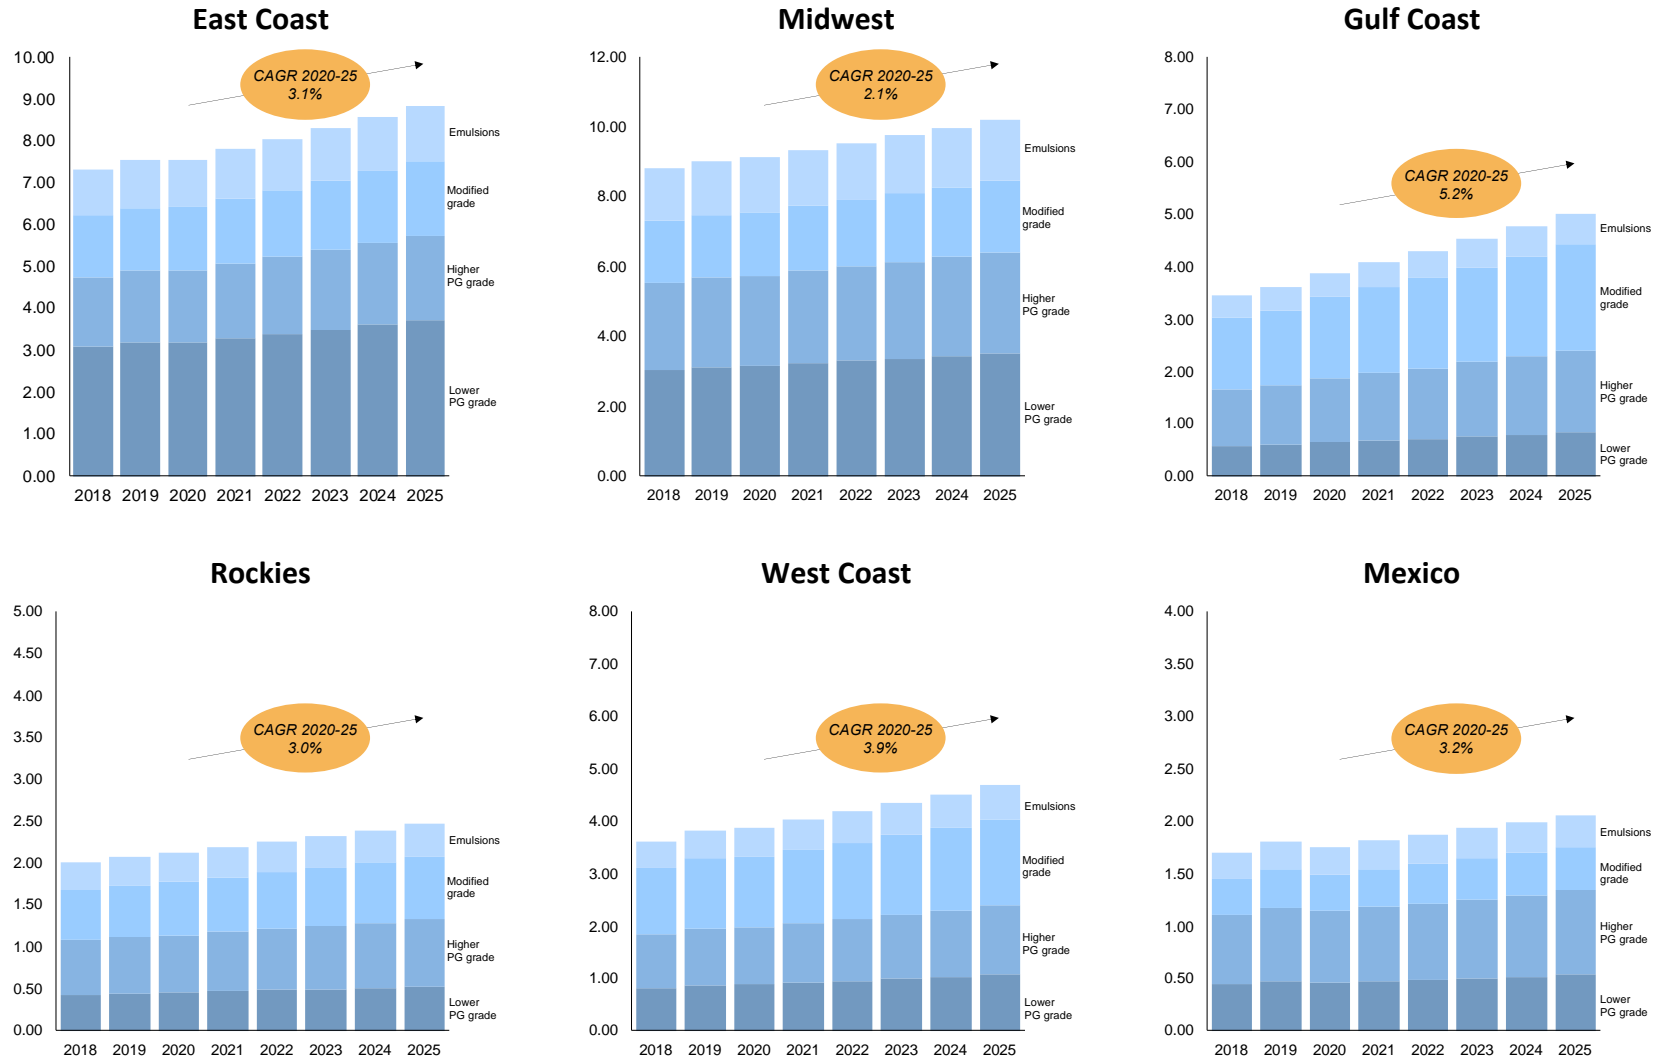 East Coast
10.00
9.00
8.00
7.00
6.00
5.00
4.00
3.00
2.00
1.00
0.00
CAGR 2020-25
3.1%
Emulsions
Modified
grade
Higher
PG grade
Lower
PG grade
2018 2019 2020 2021 2022 2023 2024 2025
Midwest
12.00
10.00
8.00
6.00
4.00
2.00
0.00
CAGR 2020-25
2.1%
Emulsions
Modified
grade
Higher
PG grade
Lower
PG grade
2018 2019 2020 2021 2022 2023 2024 2025
Gulf Coast
8.00
7.00
6.00
5.00
4.00
3.00
2.00
1.00
0.00
CAGR 2020-25
5.2%
Emulsions
Modified
grade
Higher
PG grade
Lower
PG grade
2018 2019 2020 2021 2022 2023 2024 2025
Rockies
5.00
4.50
4.00
3.50
3.00
2.50
2.00
1.50
1.00
0.50
0.00
CAGR 2020-25
3.0%
Emulsions
Modified
grade
Higher
PG grade
Lower
PG grade
2018 2019 2020 2021 2022 2023 2024 2025
West Coast
8.00
7.00
6.00
5.00
4.00
3.00
2.00
1.00
0.00
CAGR 2020-25
3.9%
Emulsions
Modified
grade
Higher
PG grade
Lower
PG grade
2018 2019 2020 2021 2022 2023 2024 2025
Mexico
4.00
3.50
3.00
2.50
2.00
1.50
1.00
0.50
0.00
CAGR 2020-25
3.2%
Emulsions
Modified
grade
Higher
PG grade
Lower
PG grade
2018 2019 2020 2021 2022 2023 2024 2025